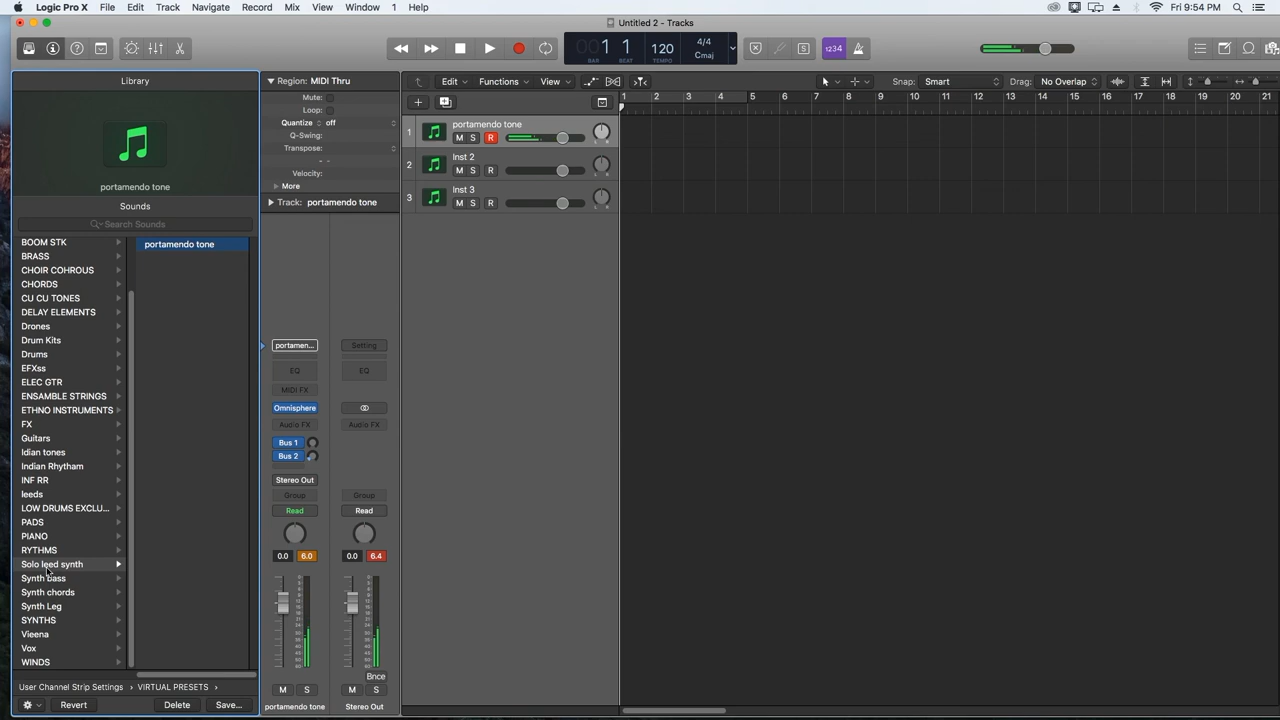 Logic Pro X File Edit Track Navigate Record Mix View Window 1 Help Fri 9:54 PM
Untitled 2 - Tracks
1 1 120 4/4
BAR BEAT TEMPO Cmaj
1234 S
Library
portamendo tone
Sounds
Search Sounds
BOOM STK
BRASS
CHOIR COHROUS
CHORDS
CU CU TONES
DELAY ELEMENTS
Drones
Drum Kits
Drums
EFXss
ELEC GTR
ENSAMBLE STRINGS
ETHNO INSTRUMENTS
FX
Guitars
Idian tones
Indian Rhytham
INF RR
leeds
LOW DRUMS EXCLU...
PADS
PIANO
RYTHMS
Solo leed synth
Synth bass
Synth chords
Synth Leg
SYNTHS
Vieena
Vox
WINDS
portamendo tone
User Channel Strip Settings › VIRTUAL PRESETS ›
Revert Delete Save...
Region: MIDI Thru
Mute:
Loop:
Quantize off
Q-Swing:
Transpose:
- -
Velocity:
More
Track: portamendo tone
portamen... Setting
EQ EQ
MIDI FX
Omnisphere
Audio FX Audio FX
Bus 1
Bus 2
Stereo Out
Group Group
Read Read
0.0 6.0 0.0 6.4
Bnce
M S M S
portamendo tone Stereo Out
Edit Functions View Snap: Smart Drag: No Overlap
1 2 3 4 5 6 7 8 9 10 11 12 13 14 15 16 17 18 19 20 21
1 portamendo tone
M S R L R
2 Inst 2
M S R L R
3 Inst 3
M S R L R